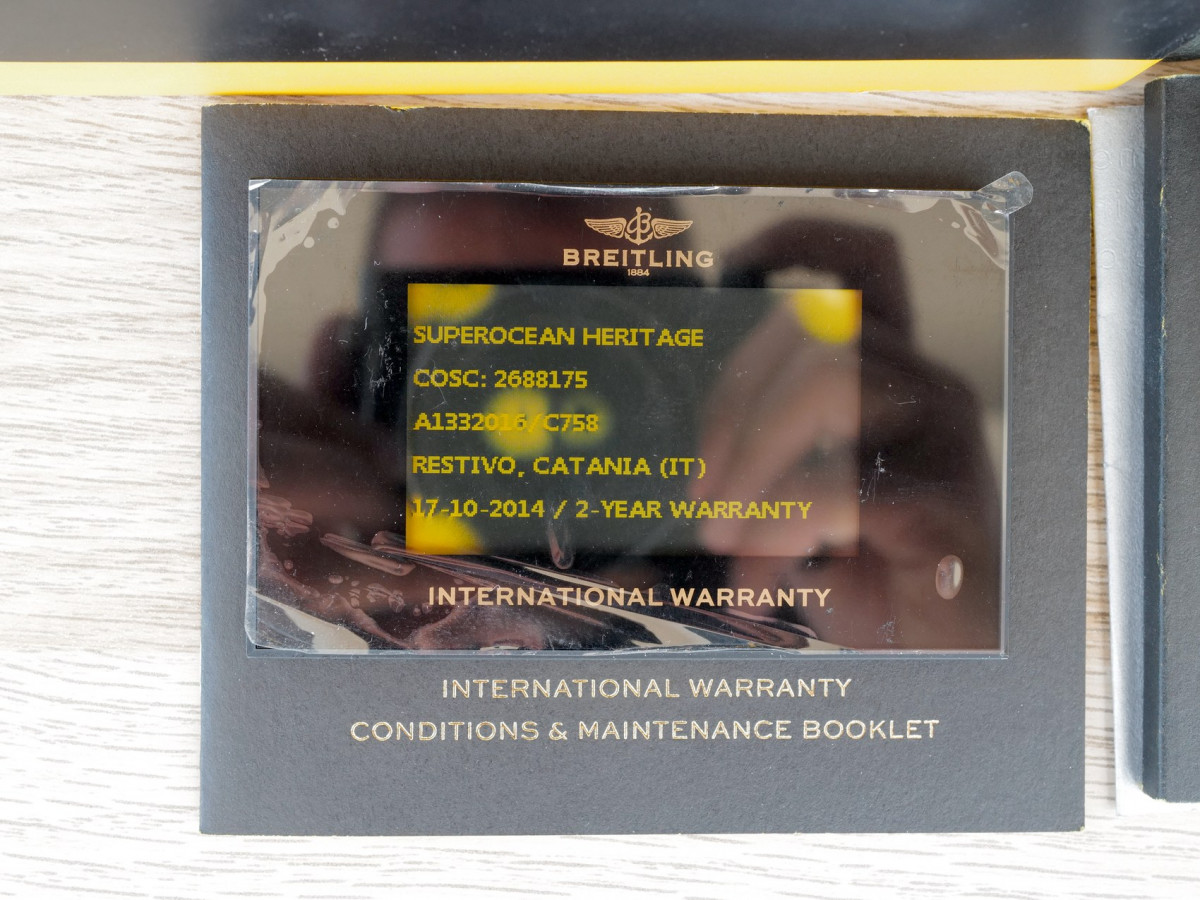 BREITLING
1884
SUPEROCEAN HERITAGE
COSC: 2688175
A1332016/C758
RESTIVO, CATANIA (IT)
17-10-2014 / 2-YEAR WARRANTY
INTERNATIONAL WARRANTY
INTERNATIONAL WARRANTY
CONDITIONS & MAINTENANCE BOOKLET